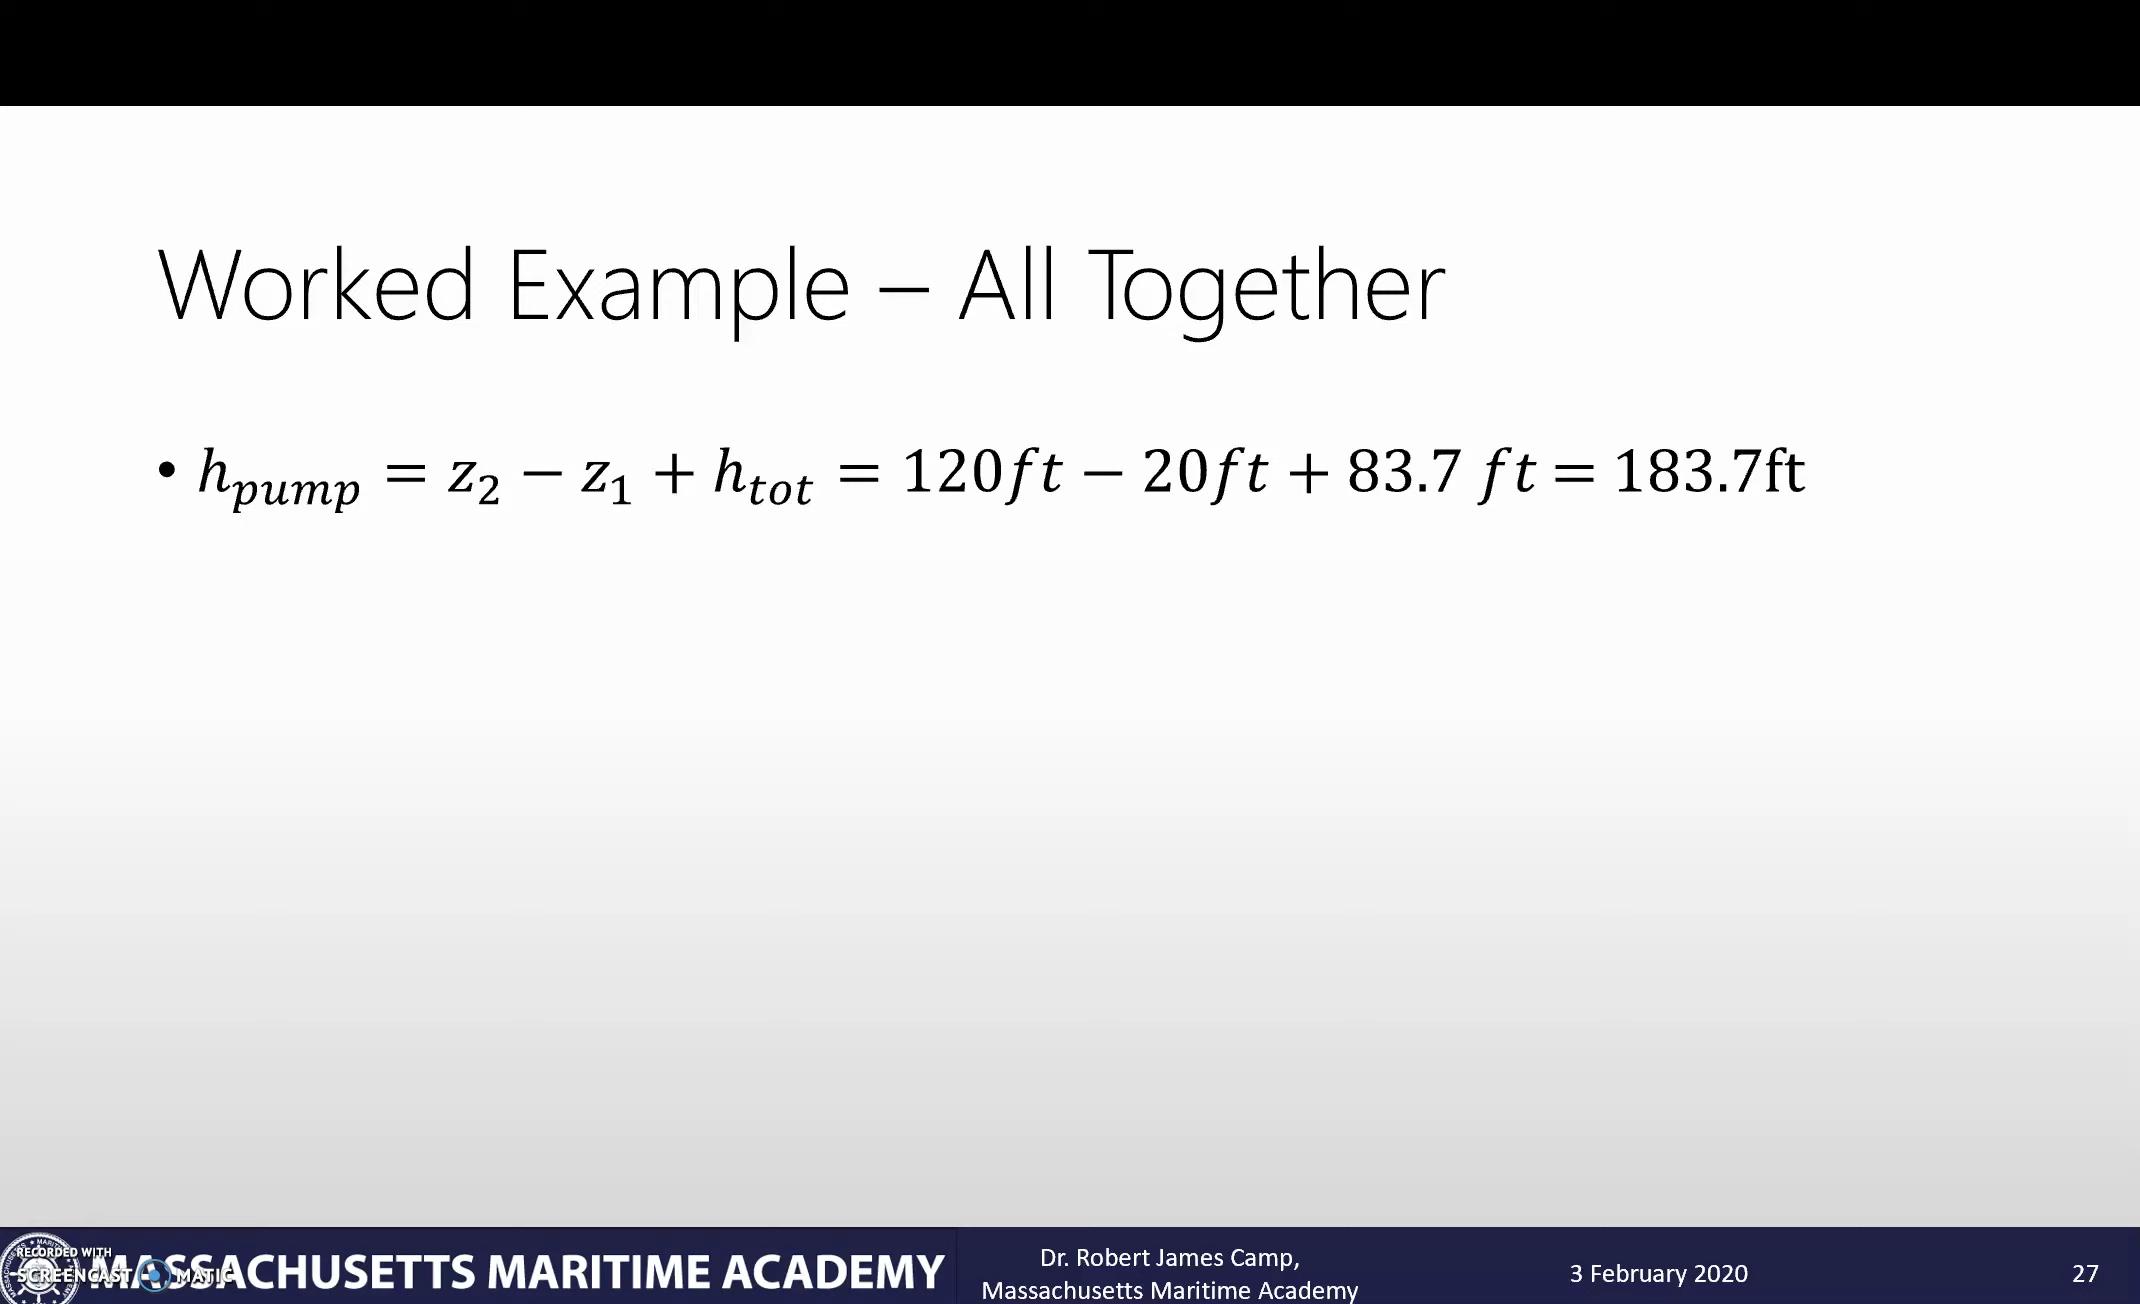 Worked Example – All Together
• h_pump = z_2 − z_1 + h_tot = 120ft − 20ft + 83.7 ft = 183.7ft
RECORDED WITH
SCREENCAST MATIC
MASSACHUSETTS MARITIME ACADEMY
Dr. Robert James Camp,
Massachusetts Maritime Academy
3 February 2020
27